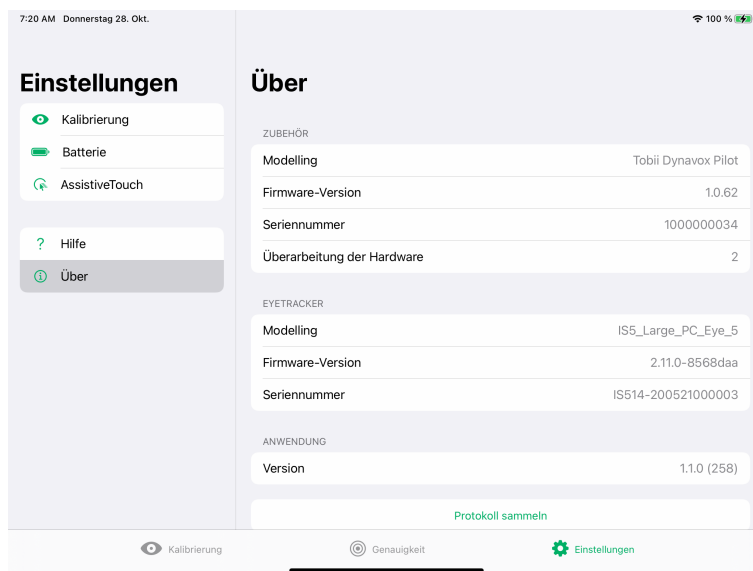 7:20 AM Donnerstag 28. Okt.
100 %
Einstellungen
Kalibrierung
Batterie
AssistiveTouch
Hilfe
Über
Über
ZUBEHÖR
Modelling Tobii Dynavox Pilot
Firmware-Version 1.0.62
Seriennummer 1000000034
Überarbeitung der Hardware 2
EYETRACKER
Modelling IS5_Large_PC_Eye_5
Firmware-Version 2.11.0-8568daa
Seriennummer IS514-200521000003
ANWENDUNG
Version 1.1.0 (258)
Protokoll sammeln
Kalibrierung Genauigkeit Einstellungen